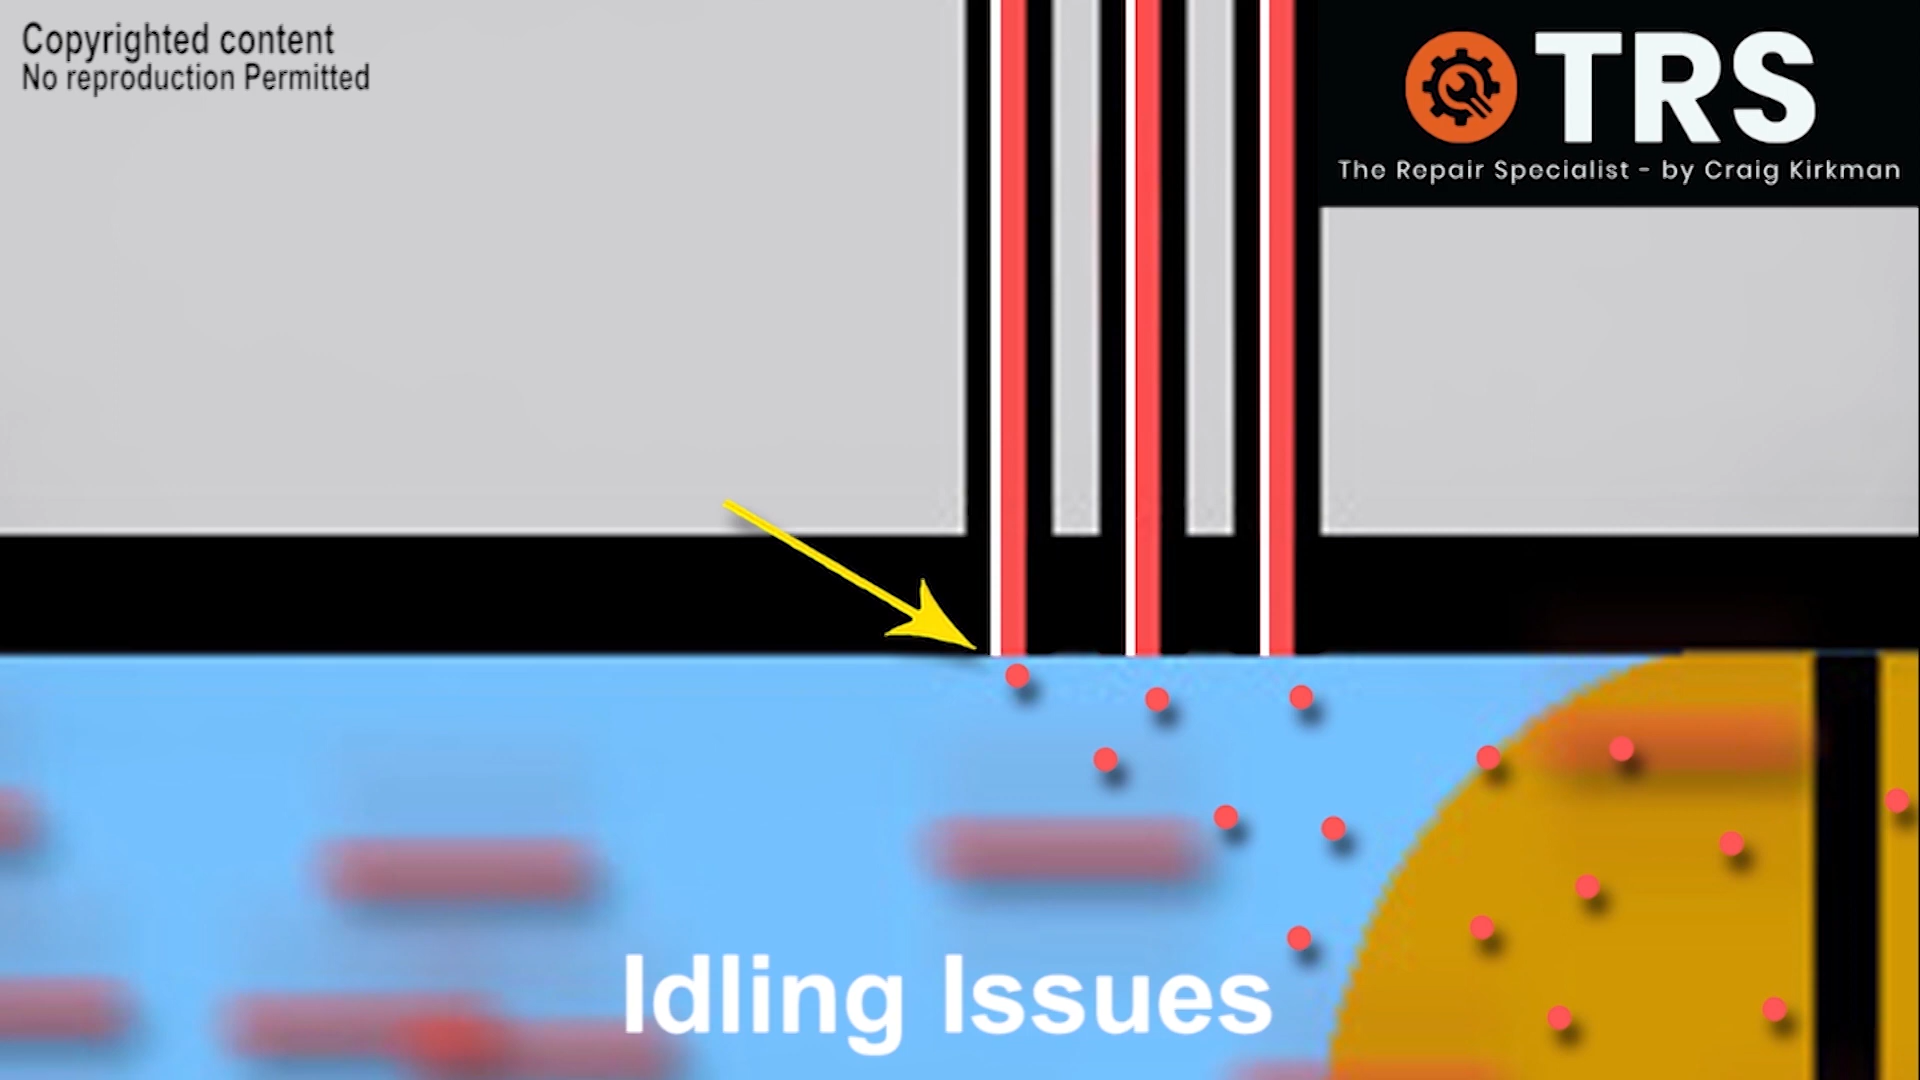 Copyrighted content
No reproduction Permitted
TRS
The Repair Specialist - by Craig Kirkman
Idling Issues